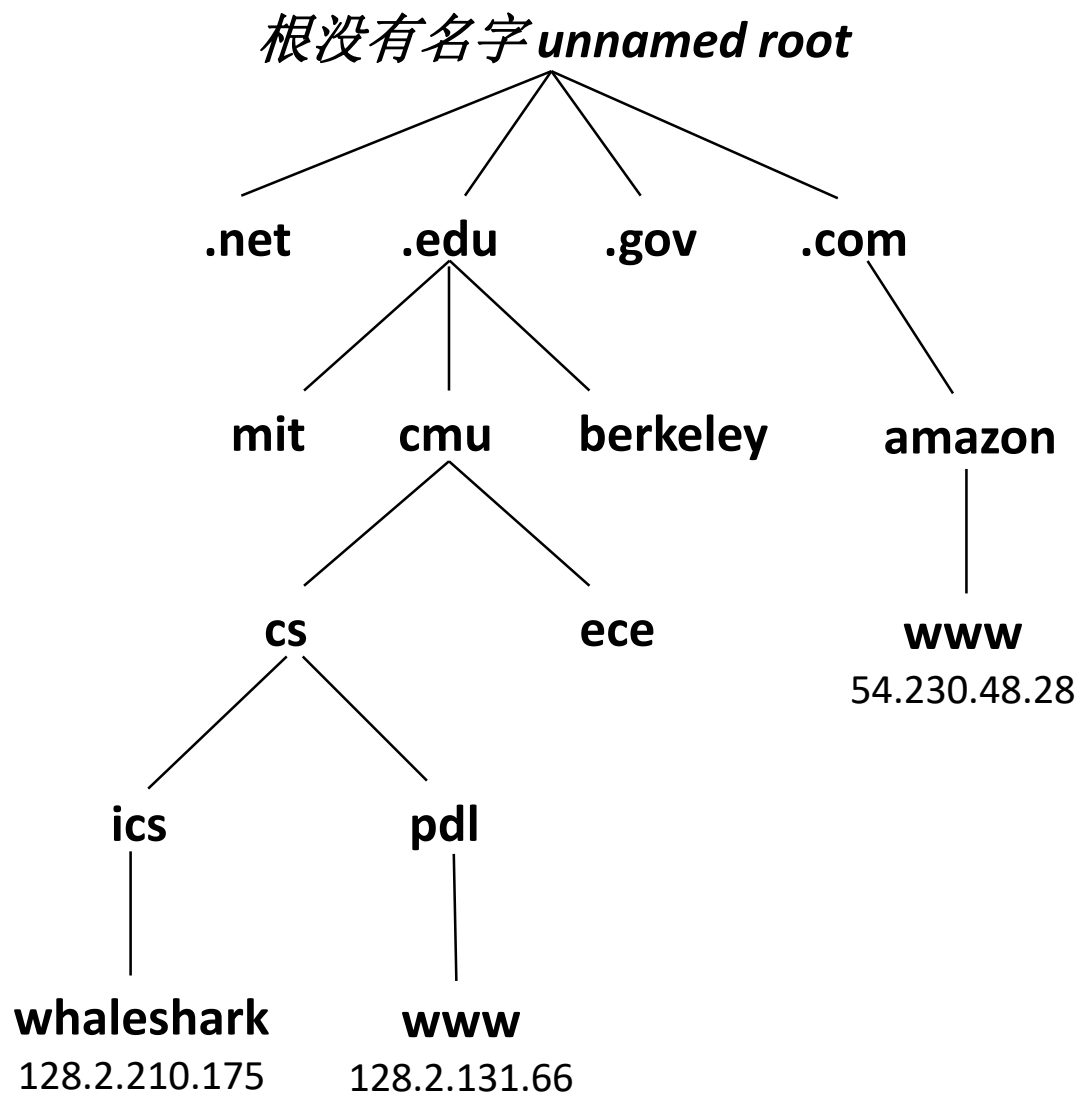 根没有名字 unnamed root
.net .edu .gov .com
mit cmu berkeley amazon
cs ece www
54.230.48.28
ics pdl
whaleshark www
128.2.210.175 128.2.131.66